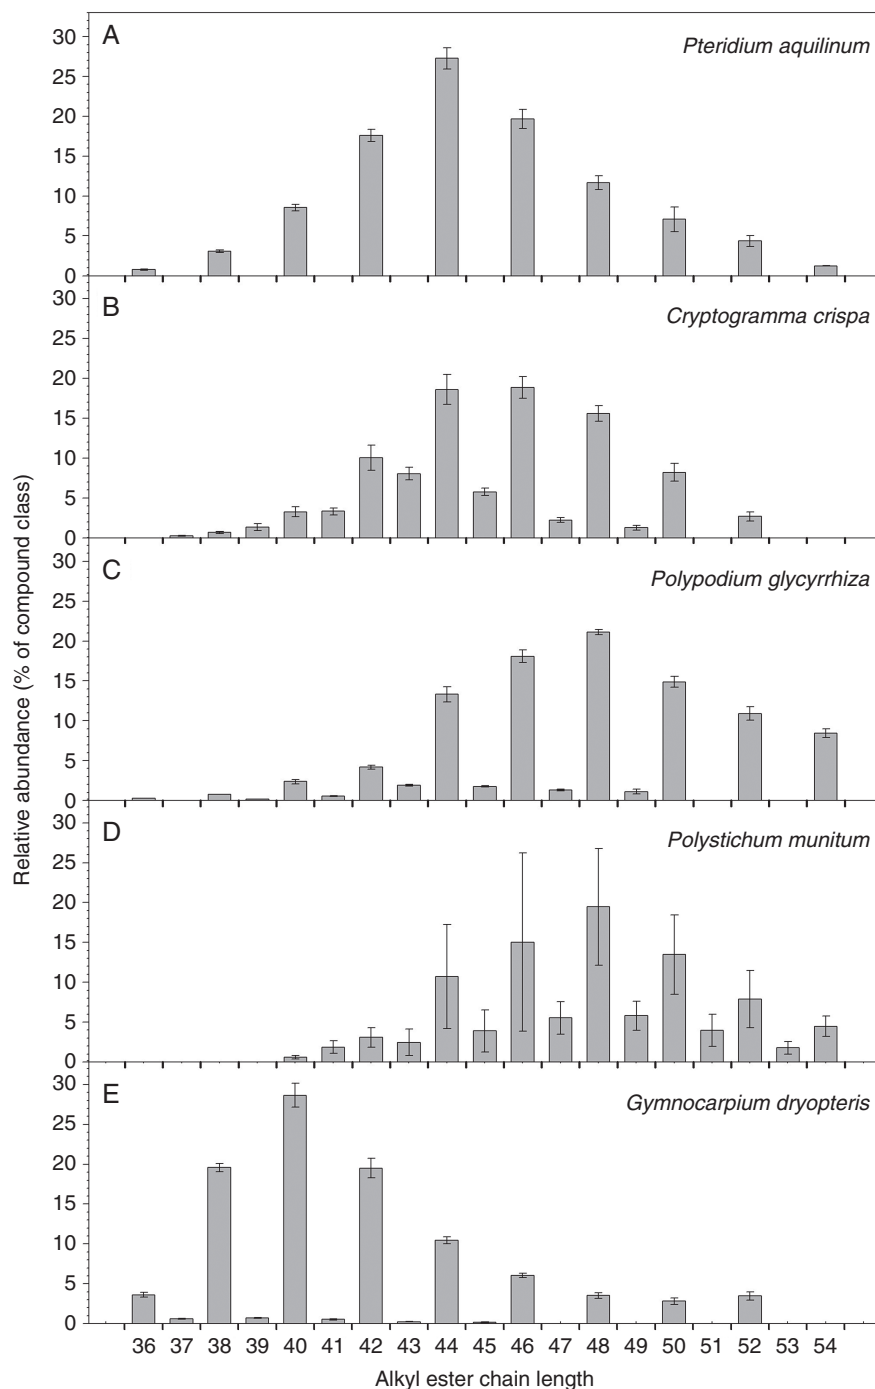 A
Pteridium aquilinum
30
25
20
15
10
5
0
B
Cryptogramma crispa
30
25
20
15
10
5
0
C
Polypodium glycyrrhiza
30
25
20
15
10
5
0
D
Polystichum munitum
30
25
20
15
10
5
0
E
Gymnocarpium dryopteris
30
25
20
15
10
5
0
Relative abundance (% of compound class)
36 37 38 39 40 41 42 43 44 45 46 47 48 49 50 51 52 53 54
Alkyl ester chain length